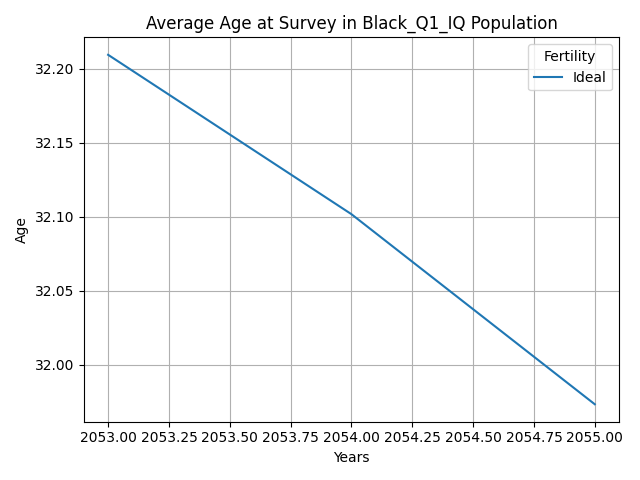 Average Age at Survey in Black_Q1_IQ Population
Fertility
Ideal
32.20
32.15
32.10
32.05
32.00
Age
2053.00 2053.25 2053.50 2053.75 2054.00 2054.25 2054.50 2054.75 2055.00
Years